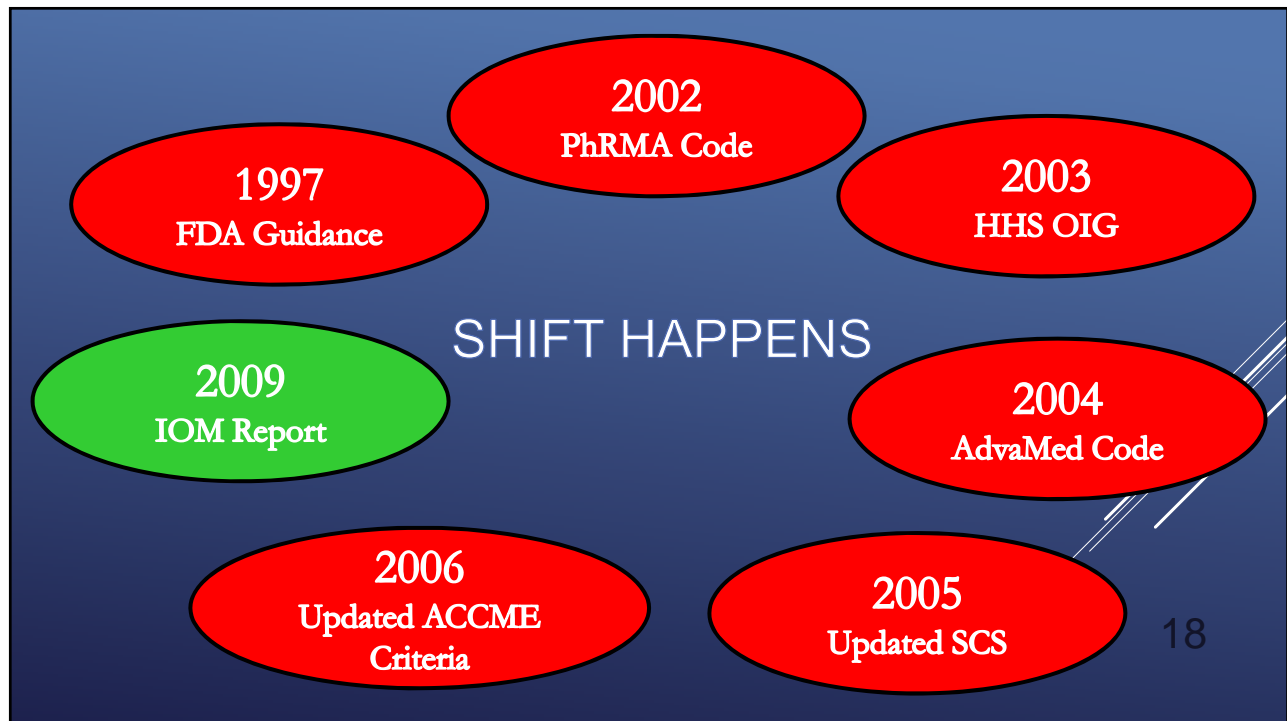 2002
PhRMA Code
1997
FDA Guidance
2003
HHS OIG
SHIFT HAPPENS
2009
IOM Report
2004
AdvaMed Code
2006
Updated ACCME
Criteria
2005
Updated SCS
18